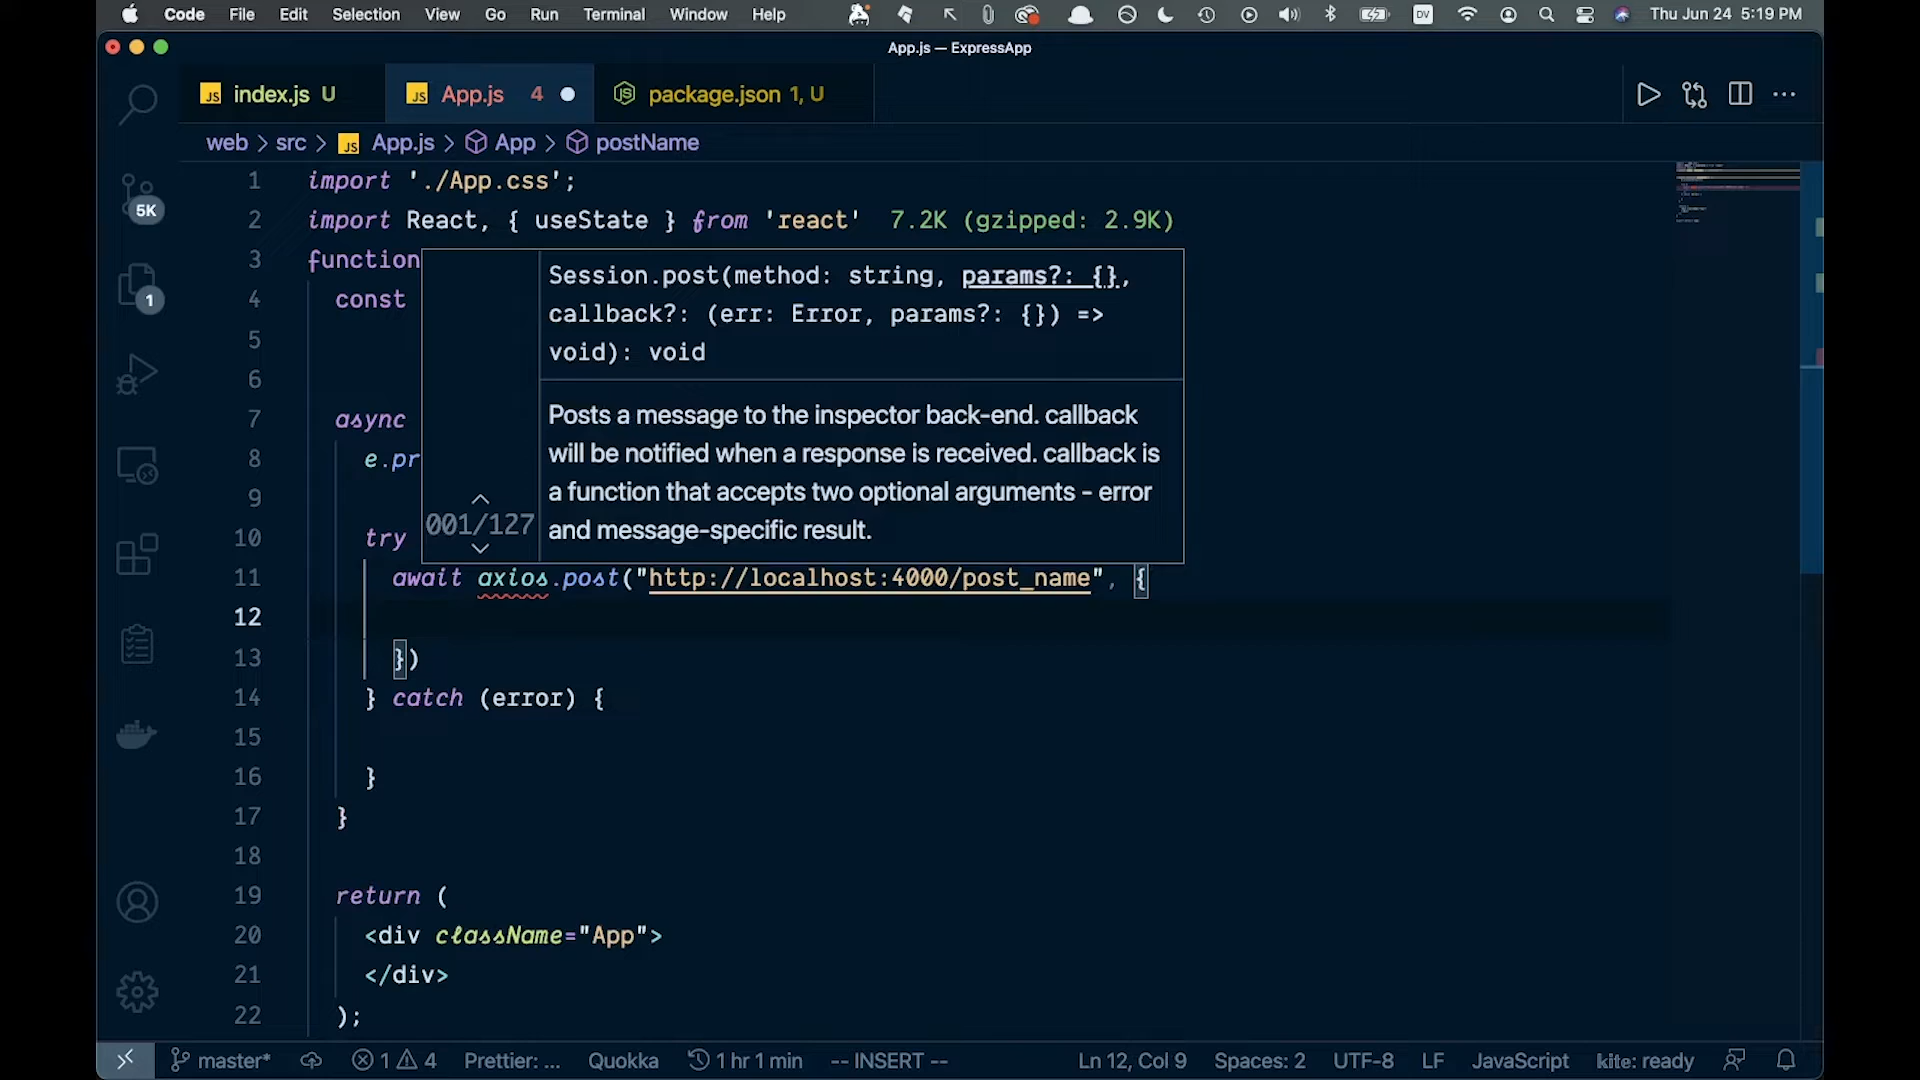 Code File Edit Selection View Go Run Terminal Window Help DV Thu Jun 24 5:19 PM
App.js — ExpressApp
JS index.js U JS App.js 4 package.json 1, U
web > src > JS App.js > App > postName
5K
1
1 import './App.css';
2 import React, { useState } from 'react' 7.2K (gzipped: 2.9K)
3 function
4 const
5
6
7 async
8 e.pr
9
10 try
Session.post(method: string, params?: {},
callback?: (err: Error, params?: {}) =>
void): void
Posts a message to the inspector back-end. callback
will be notified when a response is received. callback is
a function that accepts two optional arguments - error
and message-specific result.
001/127
11 await axios.post("http://localhost:4000/post_name", {
12
13 })
14 } catch (error) {
15
16 }
17 }
18
19 return (
20 <div className="App">
21 </div>
22 );
master* 1 4 Prettier: ... Quokka 1 hr 1 min -- INSERT -- Ln 12, Col 9 Spaces: 2 UTF-8 LF JavaScript kite: ready